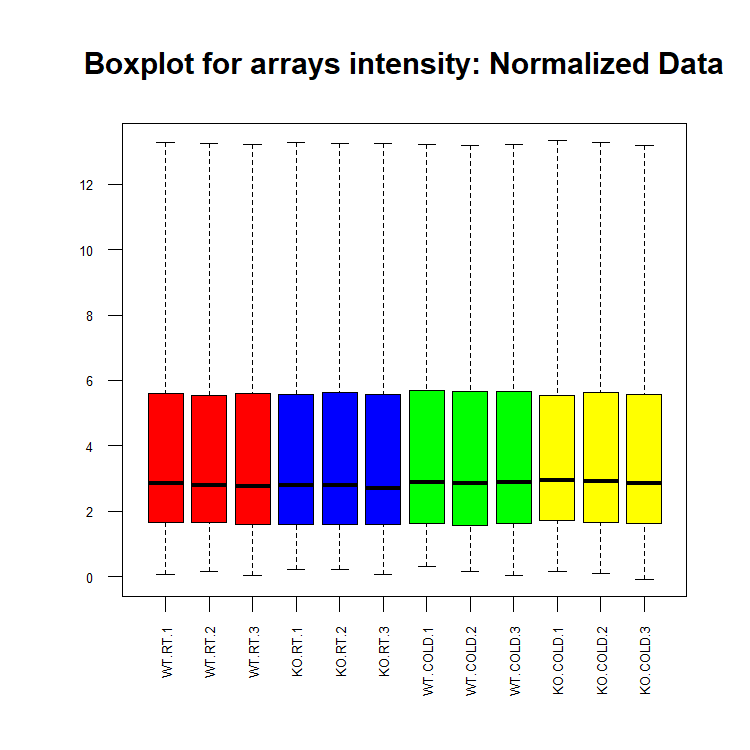 Boxplot for arrays intensity: Normalized Data
12
10
8
6
4
2
0
WT.RT.1
WT.RT.2
WT.RT.3
KO.RT.1
KO.RT.2
KO.RT.3
WT.COLD.1
WT.COLD.2
WT.COLD.3
KO.COLD.1
KO.COLD.2
KO.COLD.3